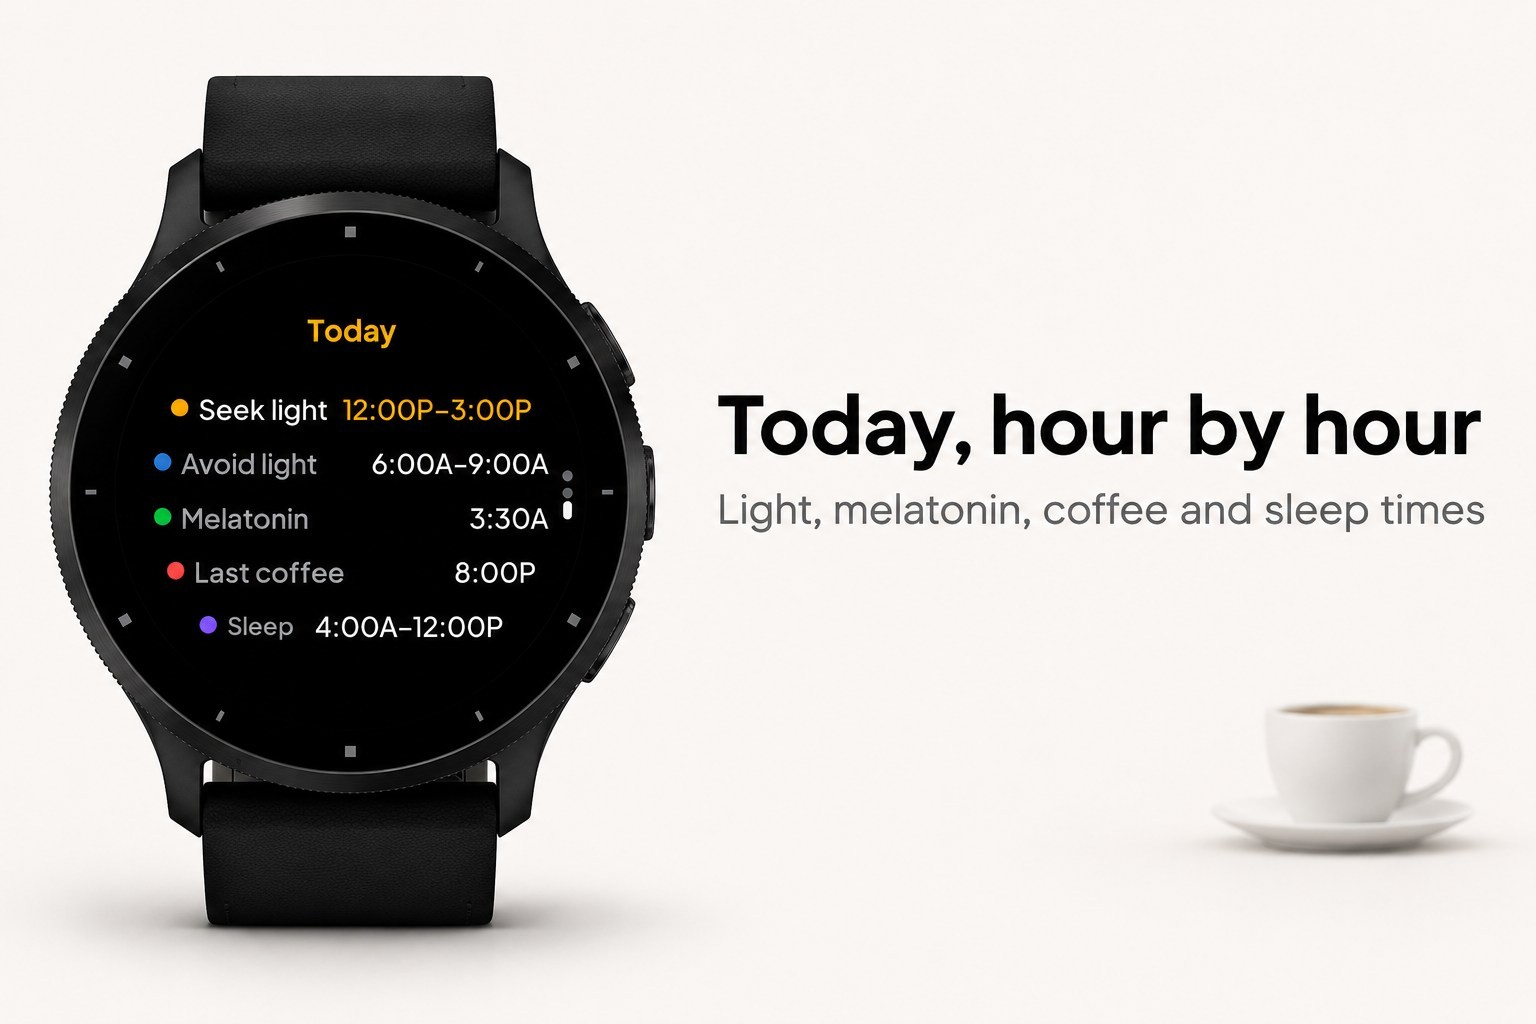 Today
Seek light 12:00P–3:00P
Avoid light 6:00A–9:00A
Melatonin 3:30A
Last coffee 8:00P
Sleep 4:00A–12:00P
Today, hour by hour
Light, melatonin, coffee and sleep times